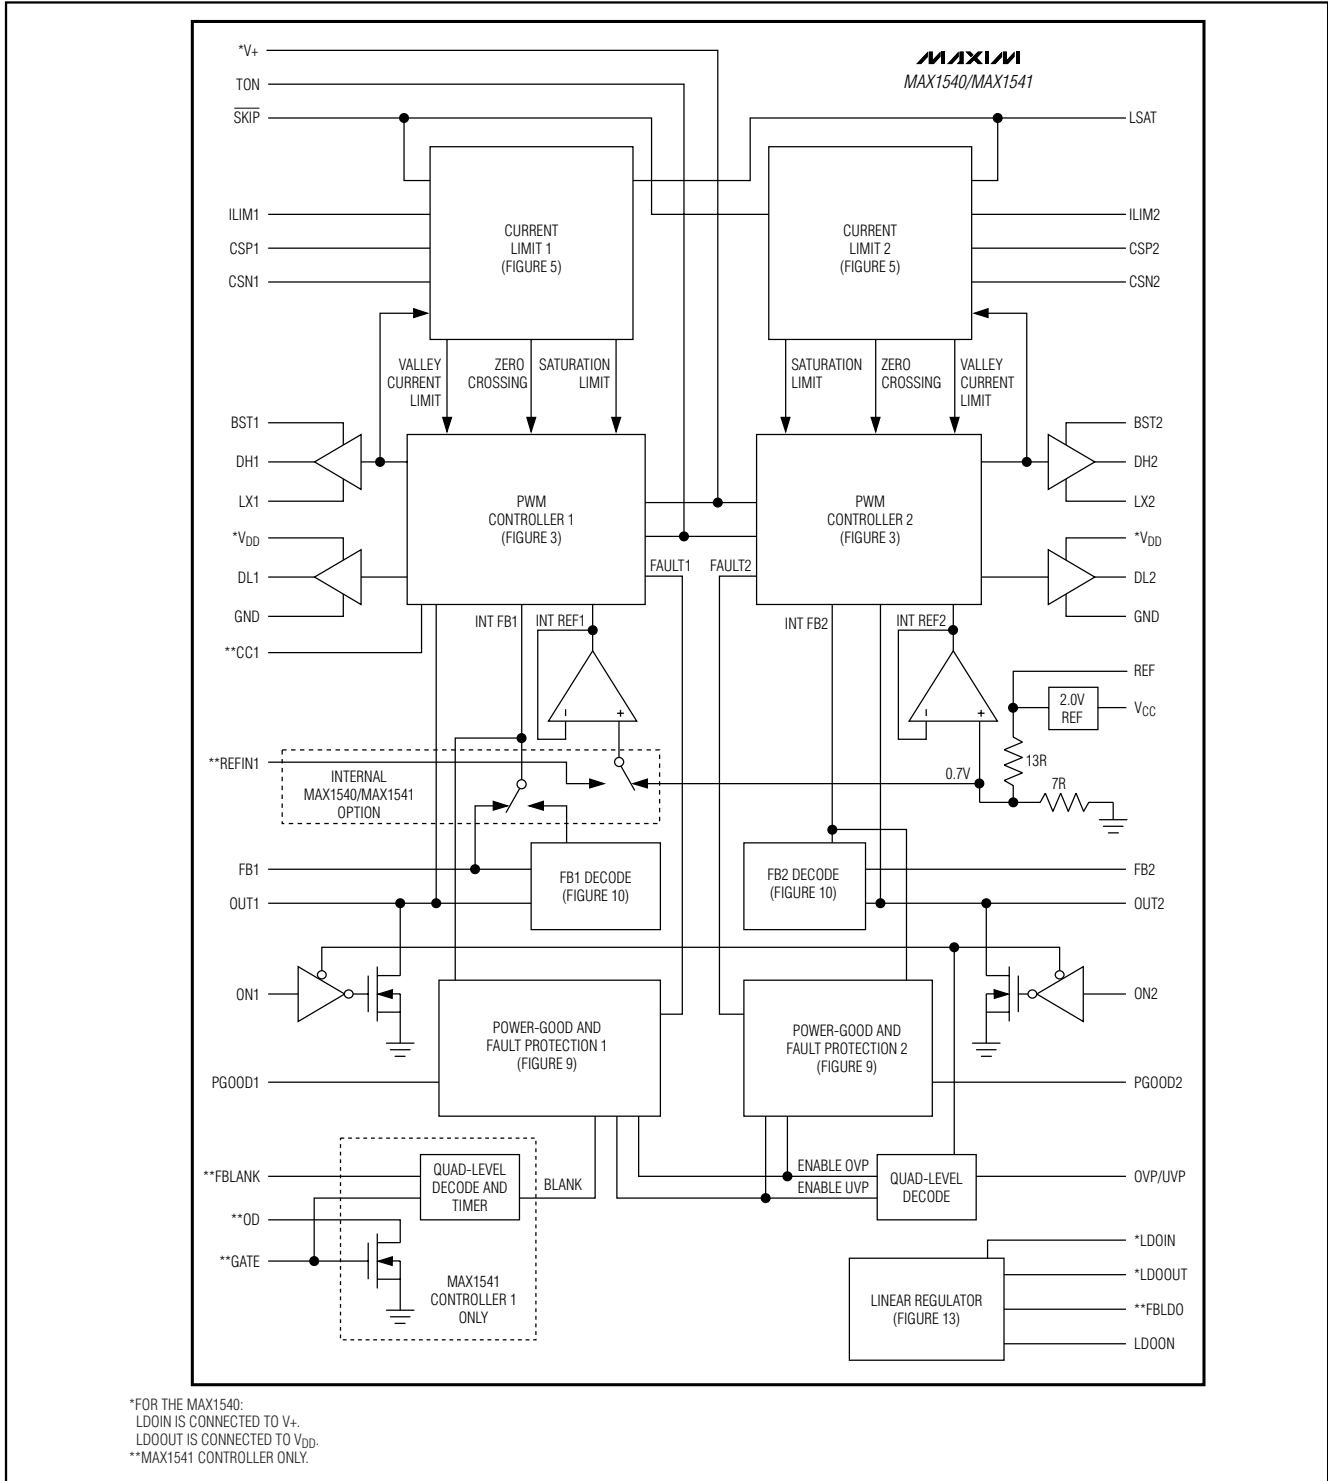 *V+
MAXIM
MAX1540/MAX1541
TON
SKIP
LSAT
ILIM1
CSP1
CSN1
CURRENT
LIMIT 1
(FIGURE 5)
CURRENT
LIMIT 2
(FIGURE 5)
ILIM2
CSP2
CSN2
VALLEY
CURRENT
LIMIT
ZERO
CROSSING
SATURATION
LIMIT
SATURATION
LIMIT
ZERO
CROSSING
VALLEY
CURRENT
LIMIT
BST1
DH1
LX1
*VDD
DL1
GND
**CC1
PWM
CONTROLLER 1
(FIGURE 3)
PWM
CONTROLLER 2
(FIGURE 3)
BST2
DH2
LX2
*VDD
DL2
GND
FAULT1
FAULT2
INT FB1
INT REF1
INT FB2
INT REF2
-
+
-
+
REF
2.0V
REF
VCC
13R
7R
0.7V
**REFIN1
INTERNAL
MAX1540/MAX1541
OPTION
FB1
OUT1
FB1 DECODE
(FIGURE 10)
FB2 DECODE
(FIGURE 10)
FB2
OUT2
ON1
ON2
POWER-GOOD AND
FAULT PROTECTION 1
(FIGURE 9)
POWER-GOOD AND
FAULT PROTECTION 2
(FIGURE 9)
PGOOD1
PGOOD2
**FBLANK
**OD
**GATE
QUAD-LEVEL
DECODE AND
TIMER
BLANK
MAX1541
CONTROLLER 1
ONLY
ENABLE OVP
ENABLE UVP
QUAD-LEVEL
DECODE
OVP/UVP
LINEAR REGULATOR
(FIGURE 13)
*LDOIN
*LDOOUT
**FBLDO
LDOON
*FOR THE MAX1540:
LDOIN IS CONNECTED TO V+.
LDOOUT IS CONNECTED TO VDD.
**MAX1541 CONTROLLER ONLY.